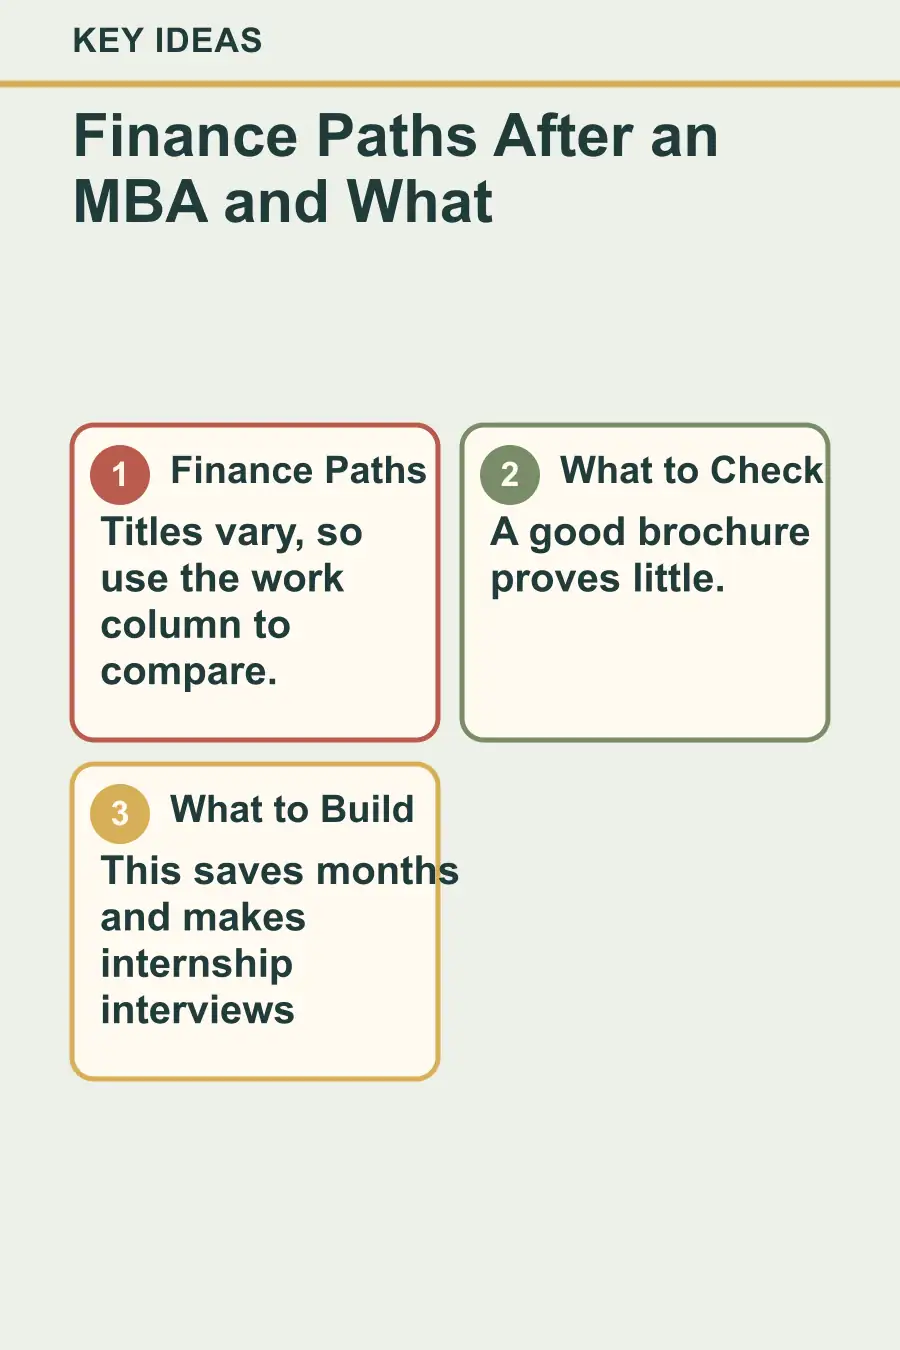 KEY IDEAS
Finance Paths After an
MBA and What
1 Finance Paths
Titles vary, so
use the work
column to
compare.
2 What to Check
A good brochure
proves little.
3 What to Build
This saves months
and makes
internship
interviews